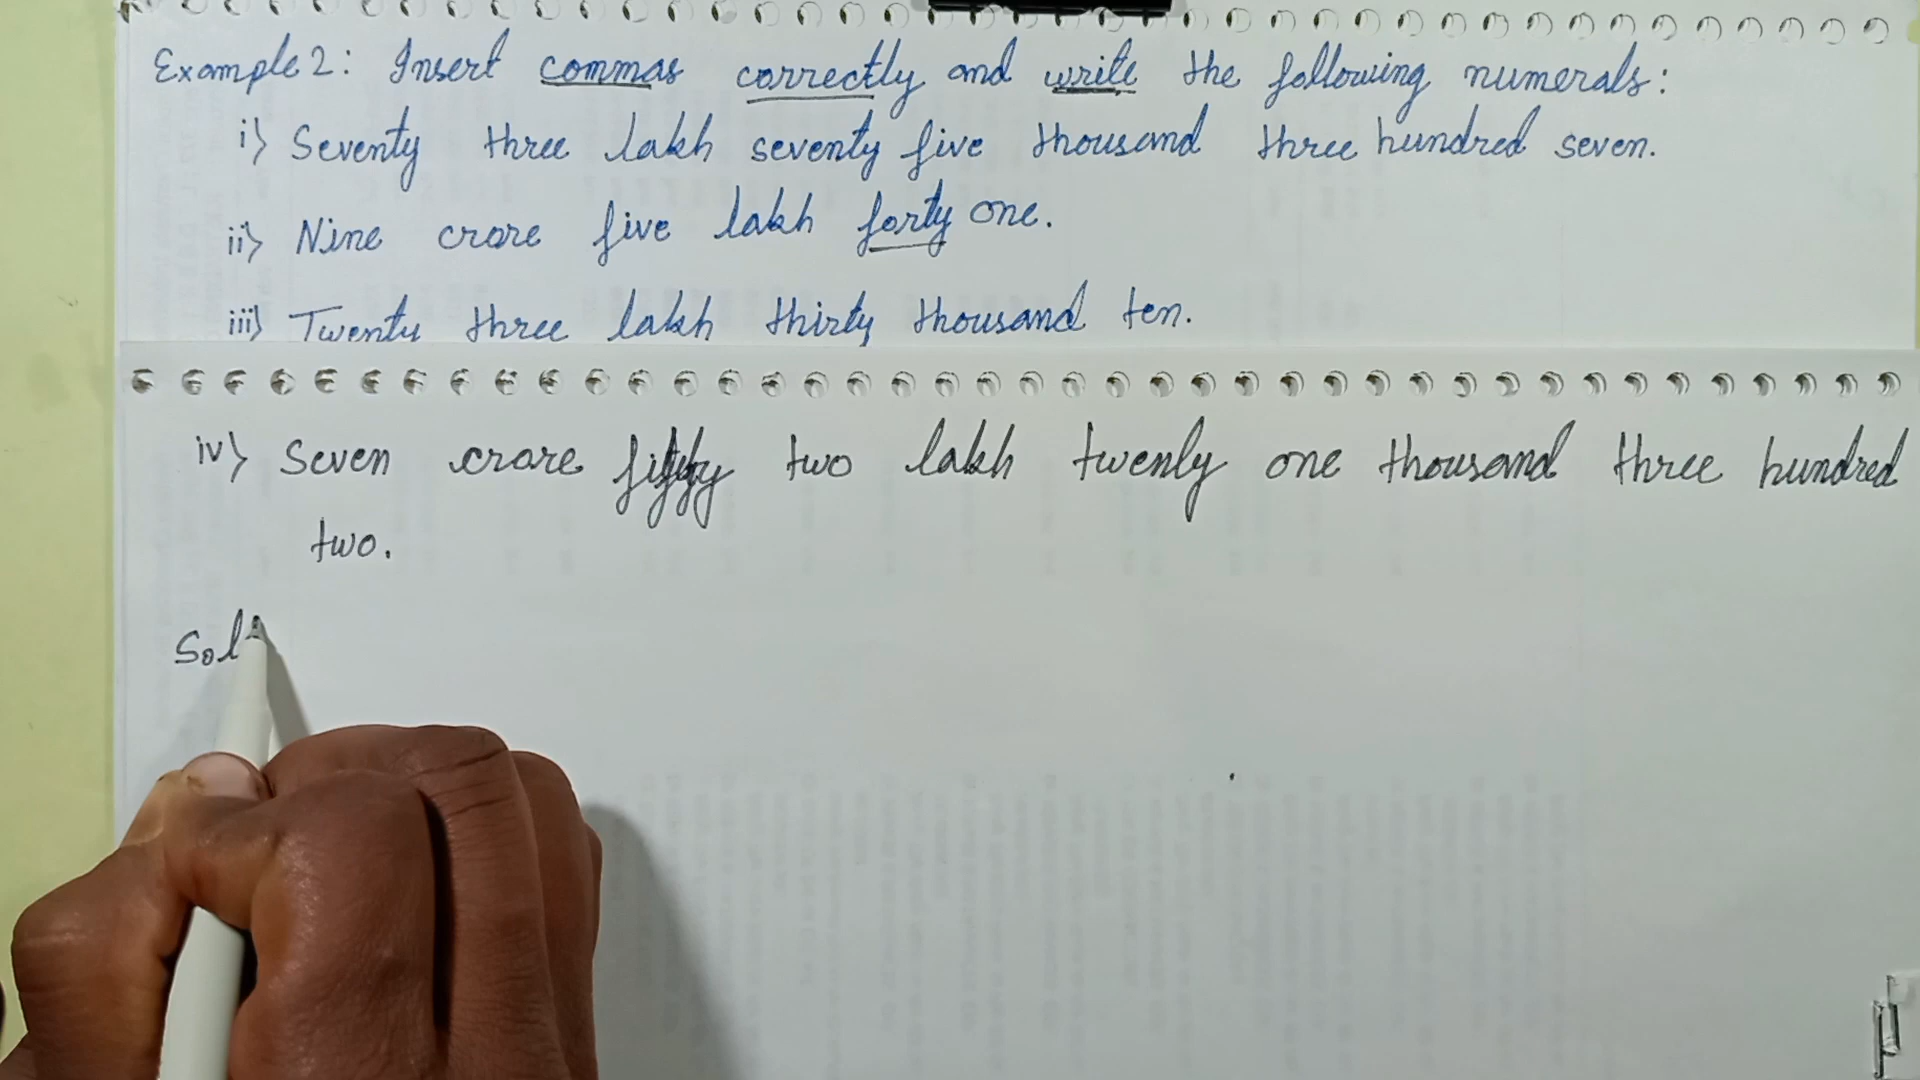 Example 2: Insert commas correctly and write the following numerals:
i) Seventy three lakh seventy five thousand three hundred seven.
ii) Nine crore five lakh forty one.
iii) Twenty three lakh thirty thousand ten.
iv) Seven crore fifty two lakh twenty one thousand three hundred
two.
Sol